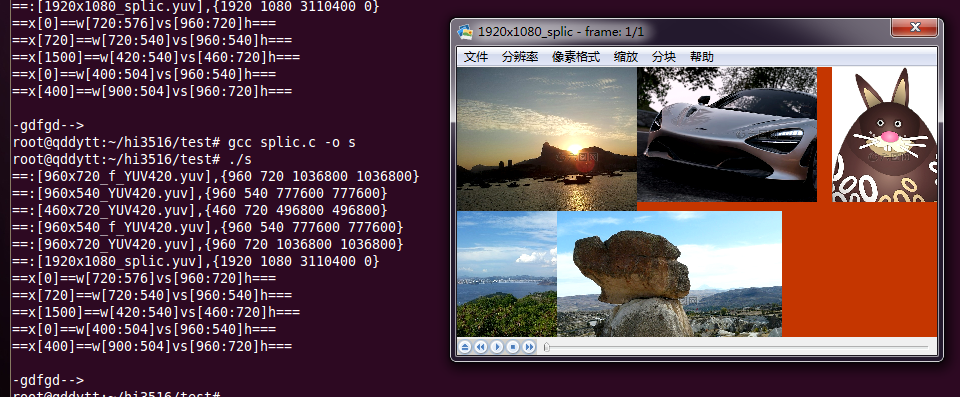 ==:[1920x1080_splic.yuv],{1920 1080 3110400 0}
==x[0]==w[720:576]vs[960:720]h===
==x[720]==w[720:540]vs[960:540]h===
==x[1500]==w[420:540]vs[460:720]h===
==x[0]==w[400:504]vs[960:540]h===
==x[400]==w[900:504]vs[960:720]h===
-gdfgd-->
root@qddytt:~/hi3516/test# gcc splic.c -o s
root@qddytt:~/hi3516/test# ./s
==:[960x720_f_YUV420.yuv],{960 720 1036800 1036800}
==:[960x540_YUV420.yuv],{960 540 777600 777600}
==:[460x720_YUV420.yuv],{460 720 496800 496800}
==:[960x540_f_YUV420.yuv],{960 540 777600 777600}
==:[960x720_YUV420.yuv],{960 720 1036800 1036800}
==:[1920x1080_splic.yuv],{1920 1080 3110400 0}
==x[0]==w[720:576]vs[960:720]h===
==x[720]==w[720:540]vs[960:540]h===
==x[1500]==w[420:540]vs[460:720]h===
==x[0]==w[400:504]vs[960:540]h===
==x[400]==w[900:504]vs[960:720]h===
-gdfgd-->
root@qddytt:~/hi3516/test#
1920x1080_splic - frame: 1/1
文件 分辨率 像素格式 缩放 分块 帮助